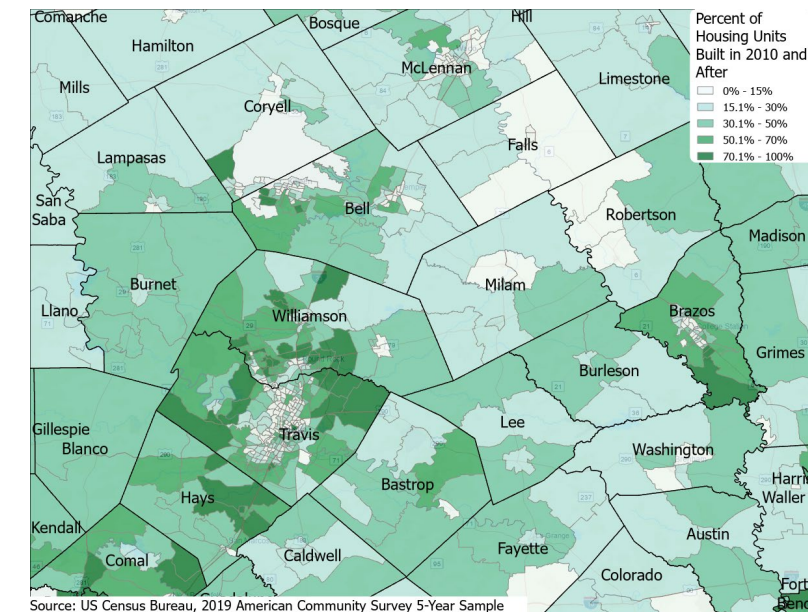 Comanche
Bosque
Hill
Percent of
Housing Units
Built in 2010 and
After
0% - 15%
15.1% - 30%
30.1% - 50%
50.1% - 70%
70.1% - 100%
Hamilton
McLennan
Limestone
Mills
Coryell
Falls
Lampasas
San
Saba
Bell
Robertson
Madison
Burnet
Milam
Llano
Williamson
Brazos
Grimes
Burleson
Gillespie
Blanco
Travis
Lee
Washington
Bastrop
Hays
Waller
Kendall
Comal
Caldwell
Fayette
Austin
Colorado
Fort
Source: US Census Bureau, 2019 American Community Survey 5-Year Sample